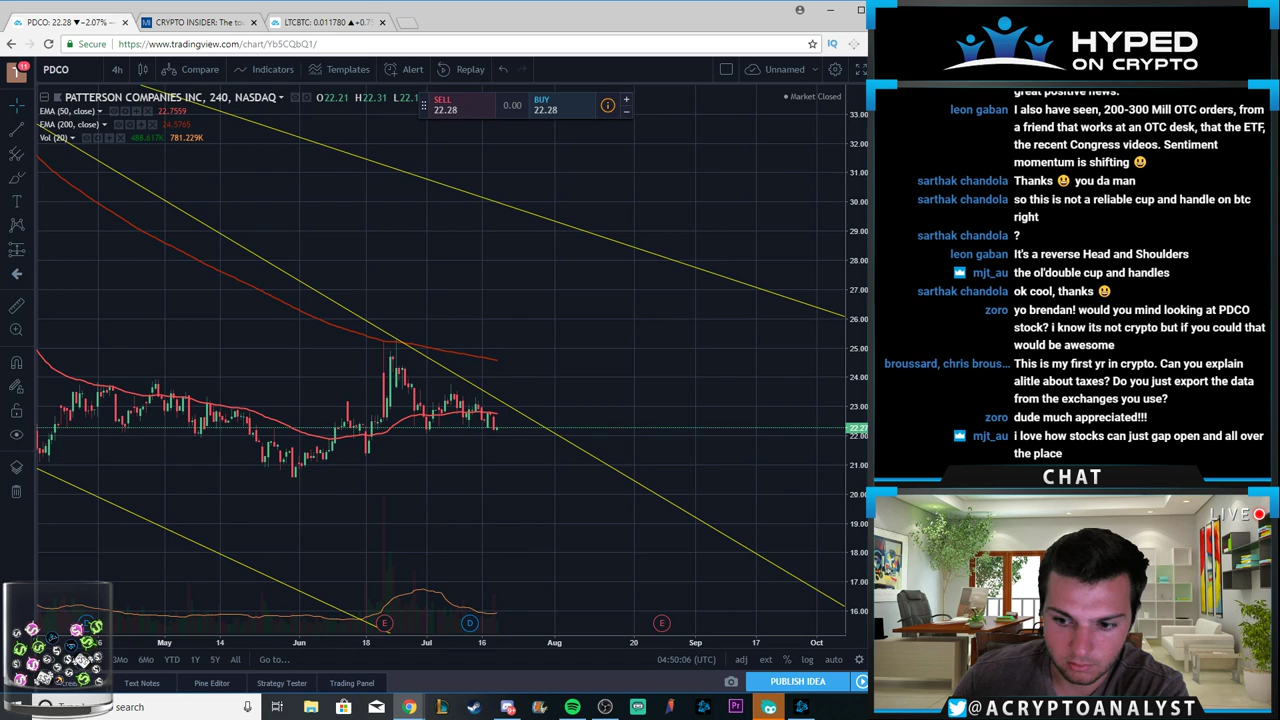 PDCO: 22.28 ▼−2.07%
CRYPTO INSIDER: The to
LTCBTC: 0.011780 ▲+0.7
Secure
https://www.tradingview.com/chart/Yb5CQbQ1/
IQ
11
PDCO
4h
Compare
Indicators
Templates
Alert
Replay
Unnamed
PATTERSON COMPANIES INC, 240, NASDAQ
O22.21 H22.31 L22.1
SELL
22.28
0.00
BUY
22.28
Market Closed
EMA (50, close)
22.7559
EMA (200, close)
24.5765
Vol (20)
488.617K
781.229K
33.00
32.00
31.00
30.00
29.00
28.00
27.00
26.00
25.00
24.00
23.00
22.27
22.00
21.00
20.00
19.00
18.00
17.00
16.00
E
D
E
May
14
Jun
18
Jul
16
Aug
20
Sep
17
Oct
3Mo
6Mo
YTD
1Y
5Y
All
Go to...
04:50:06 (UTC)
adj
ext
%
log
auto
Text Notes
Pine Editor
Strategy Tester
Trading Panel
PUBLISH IDEA
HYPED
ON CRYPTO
great positive news.
leon gaban I also have seen, 200-300 Mill OTC orders, from
a friend that works at an OTC desk, that the ETF,
the recent Congress videos. Sentiment
momentum is shifting 😃
sarthak chandola Thanks 😃 you da man
sarthak chandola so this is not a reliable cup and handle on btc
right
sarthak chandola ?
leon gaban It's a reverse Head and Shoulders
mjt_au the ol'double cup and handles
sarthak chandola ok cool, thanks 😃
zoro yo brendan! would you mind looking at PDCO
stock? i know its not crypto but if you could that
would be awesome
broussard, chris brous... This is my first yr in crypto. Can you explain
alitle about taxes? Do you just export the data
from the exchanges you use?
zoro dude much appreciated!!!
mjt_au i love how stocks can just gap open and all over
the place
CHAT
LIVE
@ACRYPTOANALYST